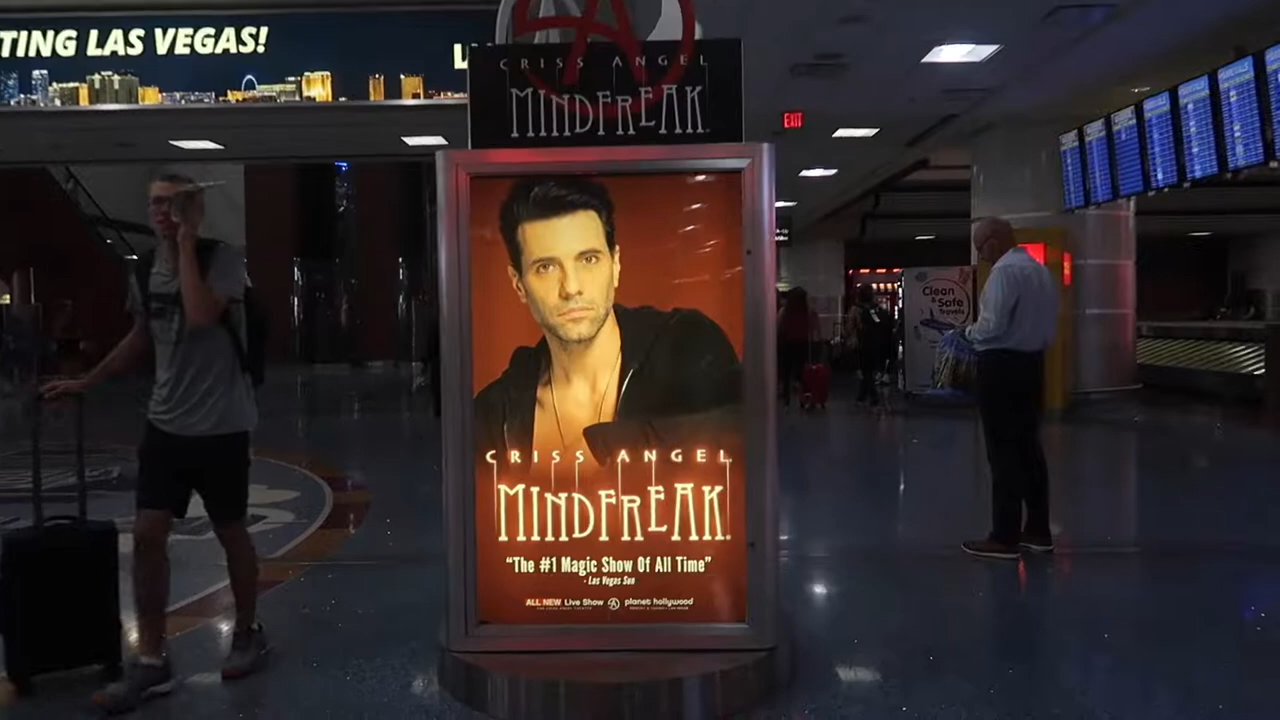 TING LAS VEGAS!
CRISS ANGEL
MINDFREAK
EXIT
Clean
& Safe
Travels
CRISS ANGEL
MINDFREAK.
“The #1 Magic Show Of All Time”
- Las Vegas Sun
ALL NEW Live Show planet hollywood